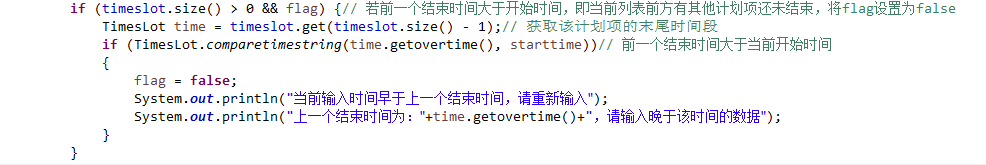 if (timeslot.size() > 0 && flag) {// 若前一个结束时间大于开始时间，即当前列表前方有其他计划项还未结束，将flag设置为false
TimesLot time = timeslot.get(timeslot.size() - 1);// 获取该计划项的末尾时间段
if (TimesLot.comparetimestring(time.getovertime(), starttime))// 前一个结束时间大于当前开始时间
{
flag = false;
System.out.println("当前输入时间早于上一个结束时间，请重新输入");
System.out.println("上一个结束时间为："+time.getovertime()+"，请输入晚于该时间的数据");
}
}